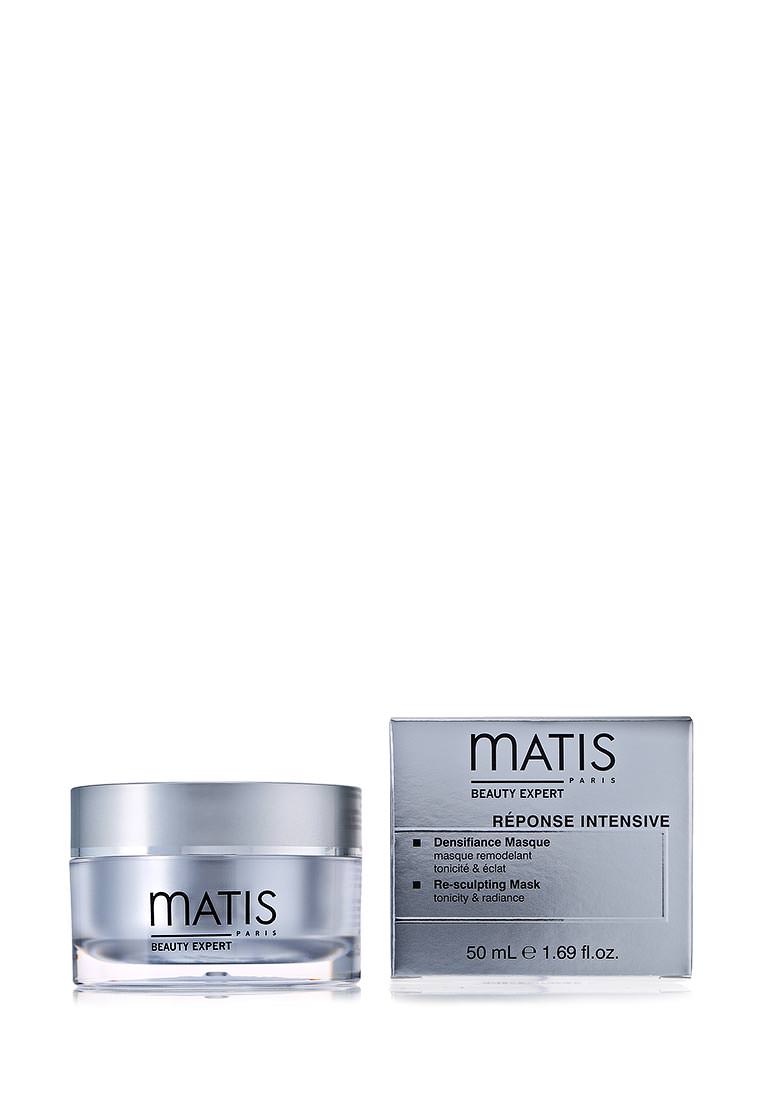 MATIS
PARIS
BEAUTY EXPERT
MATIS
PARIS
BEAUTY EXPERT
RÉPONSE INTENSIVE
Densifiance Masque
masque remodelant
tonicité & éclat
Re-sculpting Mask
tonicity & radiance
50 mL ℮ 1.69 fl.oz.